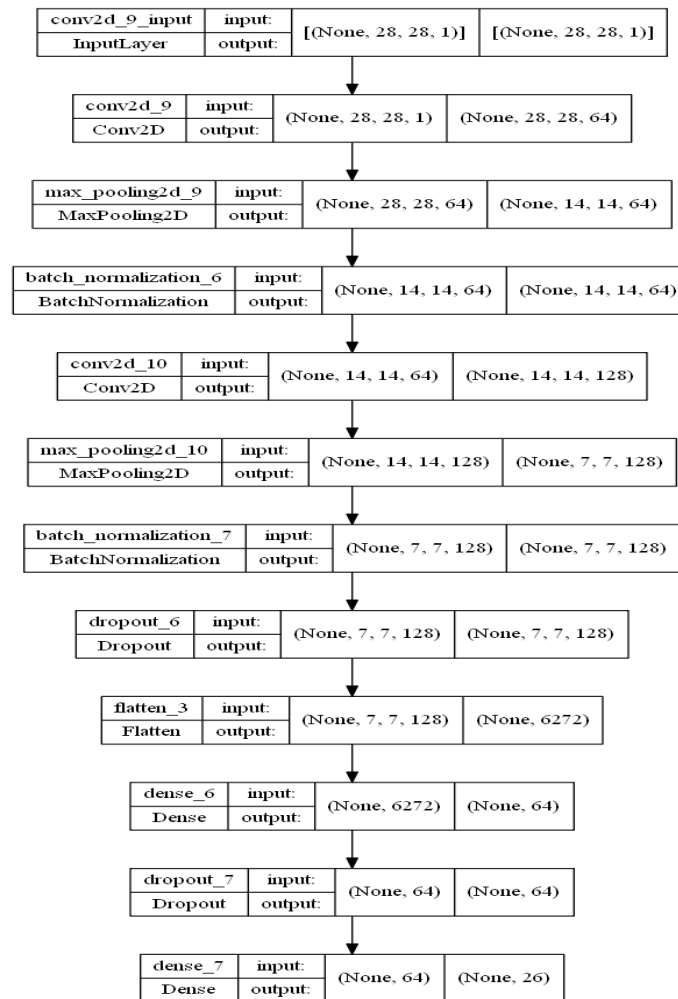 conv2d_9_input input: [(None, 28, 28, 1)] [(None, 28, 28, 1)]
InputLayer output:
conv2d_9 input: (None, 28, 28, 1) (None, 28, 28, 64)
Conv2D output:
max_pooling2d_9 input: (None, 28, 28, 64) (None, 14, 14, 64)
MaxPooling2D output:
batch_normalization_6 input: (None, 14, 14, 64) (None, 14, 14, 64)
BatchNormalization output:
conv2d_10 input: (None, 14, 14, 64) (None, 14, 14, 128)
Conv2D output:
max_pooling2d_10 input: (None, 14, 14, 128) (None, 7, 7, 128)
MaxPooling2D output:
batch_normalization_7 input: (None, 7, 7, 128) (None, 7, 7, 128)
BatchNormalization output:
dropout_6 input: (None, 7, 7, 128) (None, 7, 7, 128)
Dropout output:
flatten_3 input: (None, 7, 7, 128) (None, 6272)
Flatten output:
dense_6 input: (None, 6272) (None, 64)
Dense output:
dropout_7 input: (None, 64) (None, 64)
Dropout output:
dense_7 input: (None, 64) (None, 26)
Dense output: